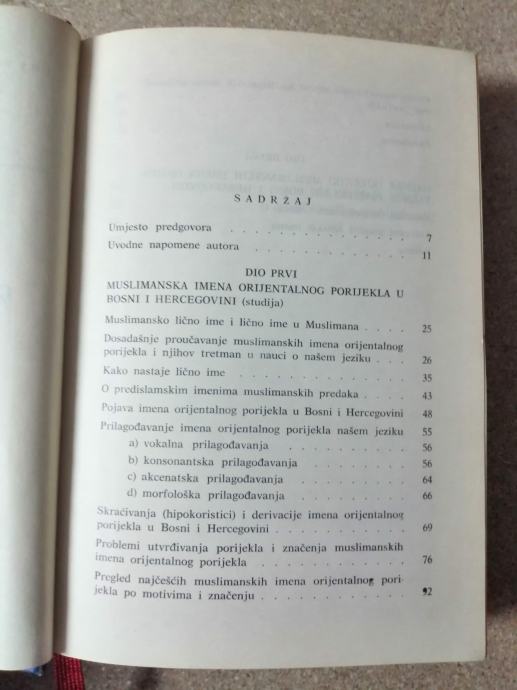 SADRŽAJ
Umjesto predgovora . . . . . . . . . . . . . 7
Uvodne napomene autora . . . . . . . . . . . 11
DIO PRVI
MUSLIMANSKA IMENA ORIJENTALNOG PORIJEKLA U
BOSNI I HERCEGOVINI (studija)
Muslimansko lično ime i lično ime u Muslimana . . . . 25
Dosadašnje proučavanje muslimanskih imena orijentalnog
porijekla i njihov tretman u nauci o našem jeziku . . . 26
Kako nastaje lično ime . . . . . . . . . . . . 35
O predislamskim imenima muslimanskih predaka . . . . 43
Pojava imena orijentalnog porijekla u Bosni i Hercegovini 48
Prilagođavanje imena orijentalnog porijekla našem jeziku 55
a) vokalna prilagođavanja . . . . . . . . 56
b) konsonantska prilagođavanja . . . . . . 56
c) akcenatska prilagođavanja . . . . . . . 64
d) morfološka prilagođavanja . . . . . . . 66
Skraćivanja (hipokoristici) i derivacije imena orijentalnog
porijekla u Bosni i Hercegovini . . . . . . . . . 69
Problemi utvrđivanja porijekla i značenja muslimanskih
imena orijentalnog porijekla . . . . . . . . . . 76
Pregled najčešćih muslimanskih imena orijentalnog pori-
jekla po motivima i značenju . . . . . . . . . . 92